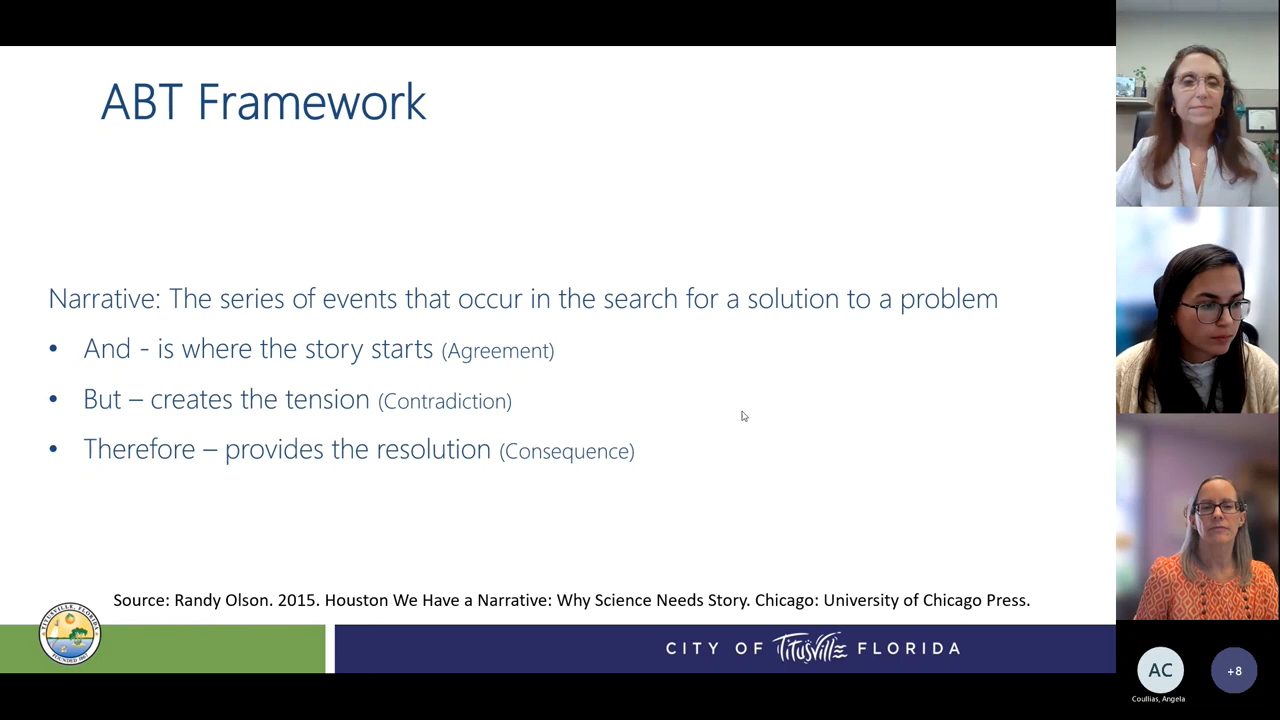 ABT Framework
Narrative: The series of events that occur in the search for a solution to a problem
• And - is where the story starts (Agreement)
• But – creates the tension (Contradiction)
• Therefore – provides the resolution (Consequence)
Source: Randy Olson. 2015. Houston We Have a Narrative: Why Science Needs Story. Chicago: University of Chicago Press.
TITUSVILLE, FLORIDA
CITY OF Titusville FLORIDA
AC
+8
Coullias, Angela